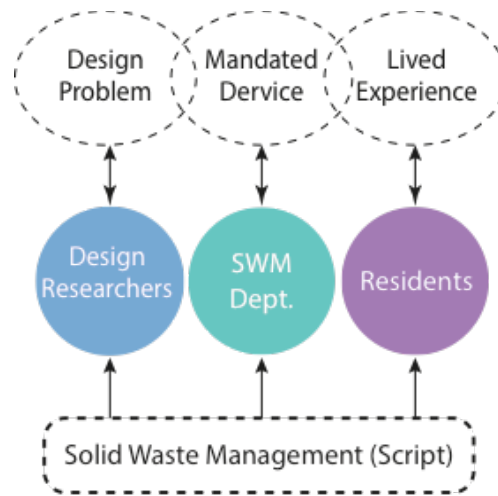 Design
Problem
Mandated
Dervice
Lived
Experience
Design
Researchers
SWM
Dept.
Residents
Solid Waste Management (Script)